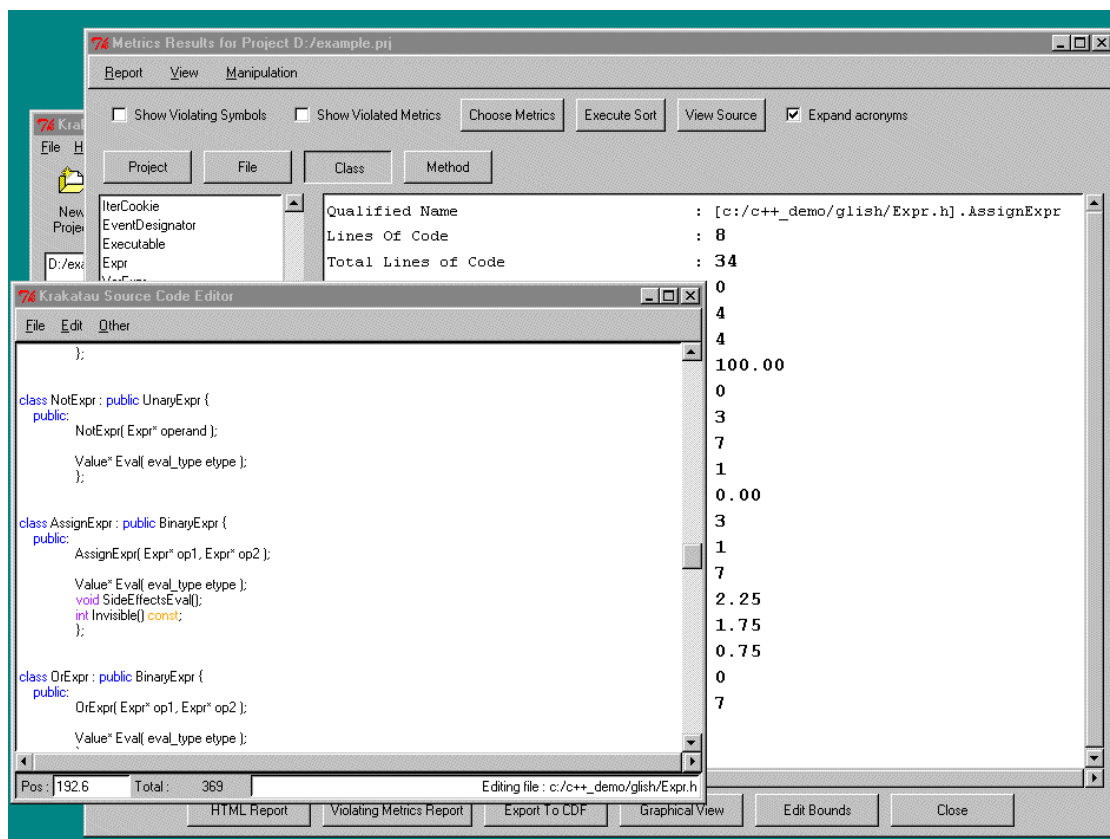 Metrics Results for Project D:/example.prj
Report View Manipulation
Show Violating Symbols Show Violated Metrics Choose Metrics Execute Sort View Source Expand acronyms
Project File Class Method
File
New
IterCookie
EventDesignator
Executable
Expr
Qualified Name : [c:/c++_demo/glish/Expr.h].AssignExpr
Lines Of Code : 8
Total Lines of Code : 34
0
4
4
100.00
0
3
7
1
0.00
3
1
7
2.25
1.75
0.75
0
7
Krakatau Source Code Editor
File Edit Other
};
class NotExpr : public UnaryExpr {
public:
NotExpr( Expr* operand );
Value* Eval( eval_type etype );
};
class AssignExpr : public BinaryExpr {
public:
AssignExpr( Expr* op1, Expr* op2 );
Value* Eval( eval_type etype );
void SideEffectsEval();
int Invisible() const;
};
class OrExpr : public BinaryExpr {
public:
OrExpr( Expr* op1, Expr* op2 );
Value* Eval( eval_type etype );
Pos : 192.6 Total : 369 Editing file : c:/c++_demo/glish/Expr.h
HTML Report Violating Metrics Report Export To CDF Graphical View Edit Bounds Close